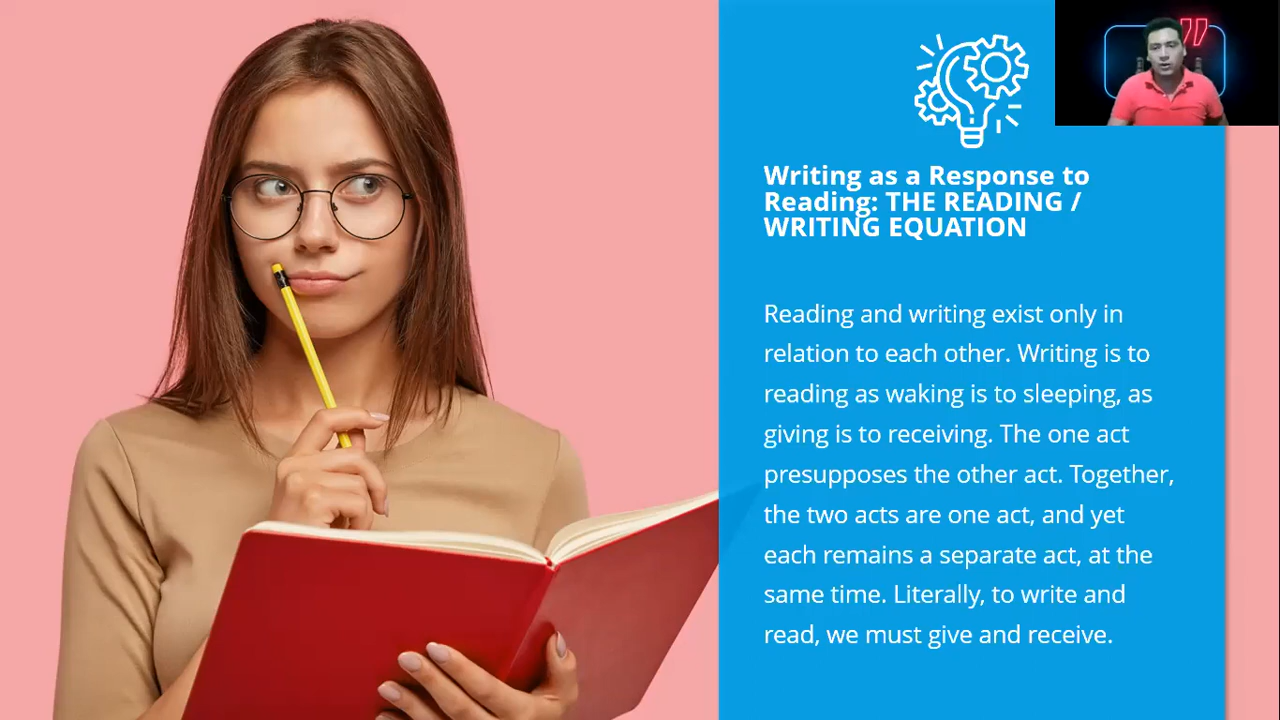 Writing as a Response to
Reading: THE READING /
WRITING EQUATION
Reading and writing exist only in
relation to each other. Writing is to
reading as waking is to sleeping, as
giving is to receiving. The one act
presupposes the other act. Together,
the two acts are one act, and yet
each remains a separate act, at the
same time. Literally, to write and
read, we must give and receive.